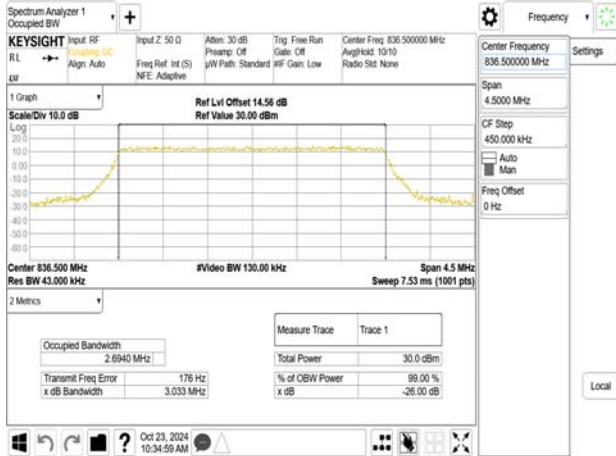 Spectrum Analyzer 1
Occupied BW
Frequency
KEYSIGHT
RL
Input: RF
Coupling: DC
Align: Auto
Input Z: 50 Ω
Freq Ref: Int (S)
NFE: Adaptive
Atten: 30 dB
Preamp: Off
µW Path: Standard
Trig: Free Run
Gate: Off
#IF Gain: Low
Center Freq: 836.500000 MHz
Avg|Hold: 10/10
Radio Std: None
Center Frequency
836.500000 MHz
Settings
Span
4.5000 MHz
CF Step
450.000 kHz
Auto
Man
Freq Offset
0 Hz
Local
1 Graph
Scale/Div 10.0 dB
Ref Lvl Offset 14.56 dB
Ref Value 30.00 dBm
Log
20.0
10.0
0.00
-10.0
-20.0
-30.0
-40.0
-50.0
-60.0
Center 836.500 MHz
Res BW 43.000 kHz
#Video BW 130.00 kHz
Span 4.5 MHz
Sweep 7.53 ms (1001 pts)
2 Metrics
Measure Trace Trace 1
Occupied Bandwidth
2.6940 MHz
Total Power 30.0 dBm
Transmit Freq Error 176 Hz
% of OBW Power 99.00 %
x dB Bandwidth 3.033 MHz
x dB -26.00 dB
?
Oct 23, 2024
10:34:59 AM